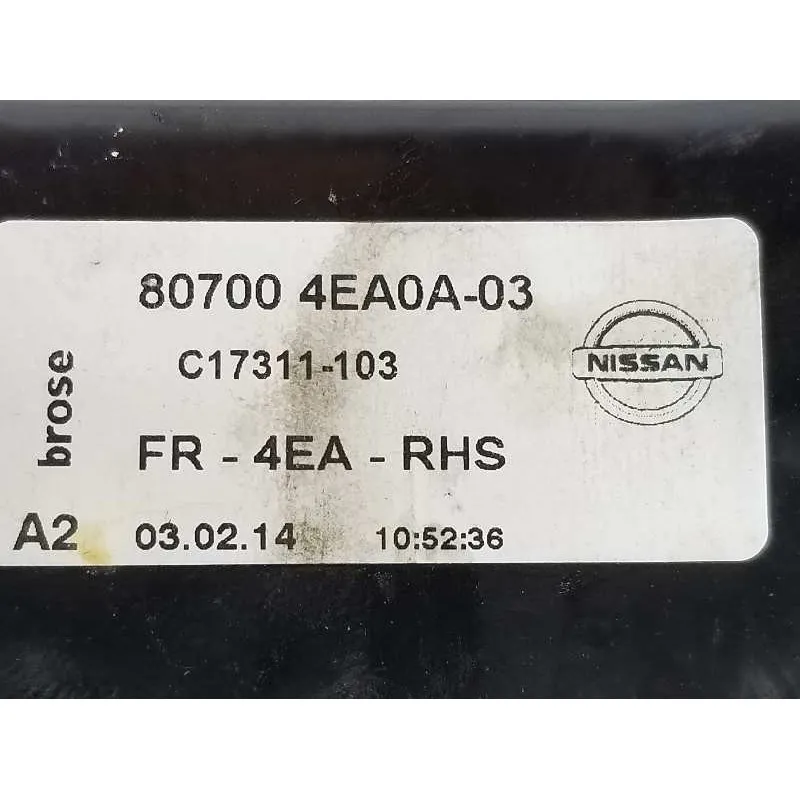 80700 4EA0A-03
C17311-103
NISSAN
brose
FR - 4EA - RHS
A2 03.02.14 10:52:36